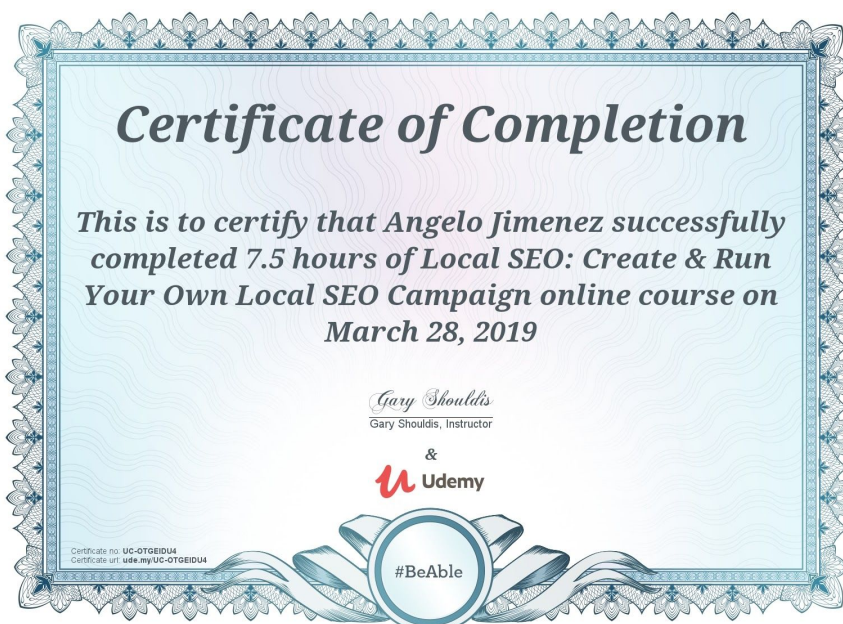 Certificate of Completion
This is to certify that Angelo Jimenez successfully
completed 7.5 hours of Local SEO: Create & Run
Your Own Local SEO Campaign online course on
March 28, 2019
Gary Shouldis
Gary Shouldis, Instructor
&
Udemy
Certificate no: UC-OTGEIDU4
Certificate url: ude.my/UC-OTGEIDU4
#BeAble